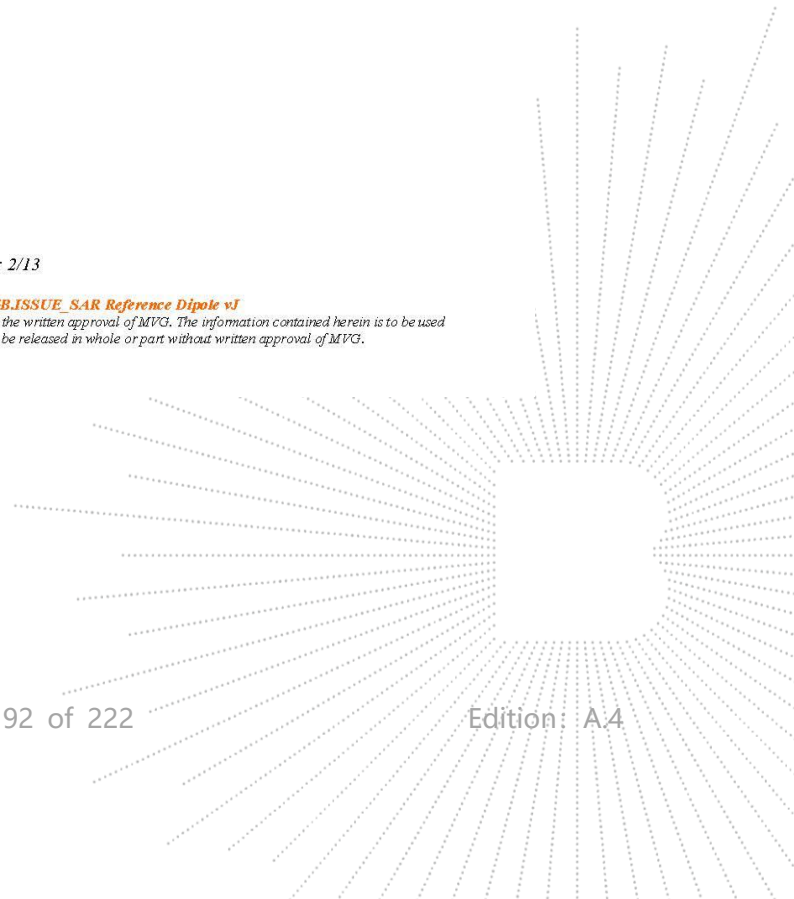 : 2/13
B.ISSUE_SAR Reference Dipole vJ
the written approval of MVG. The information contained herein is to be used
be released in whole or part without written approval of MVG.
92 of 222 Edition: A.4